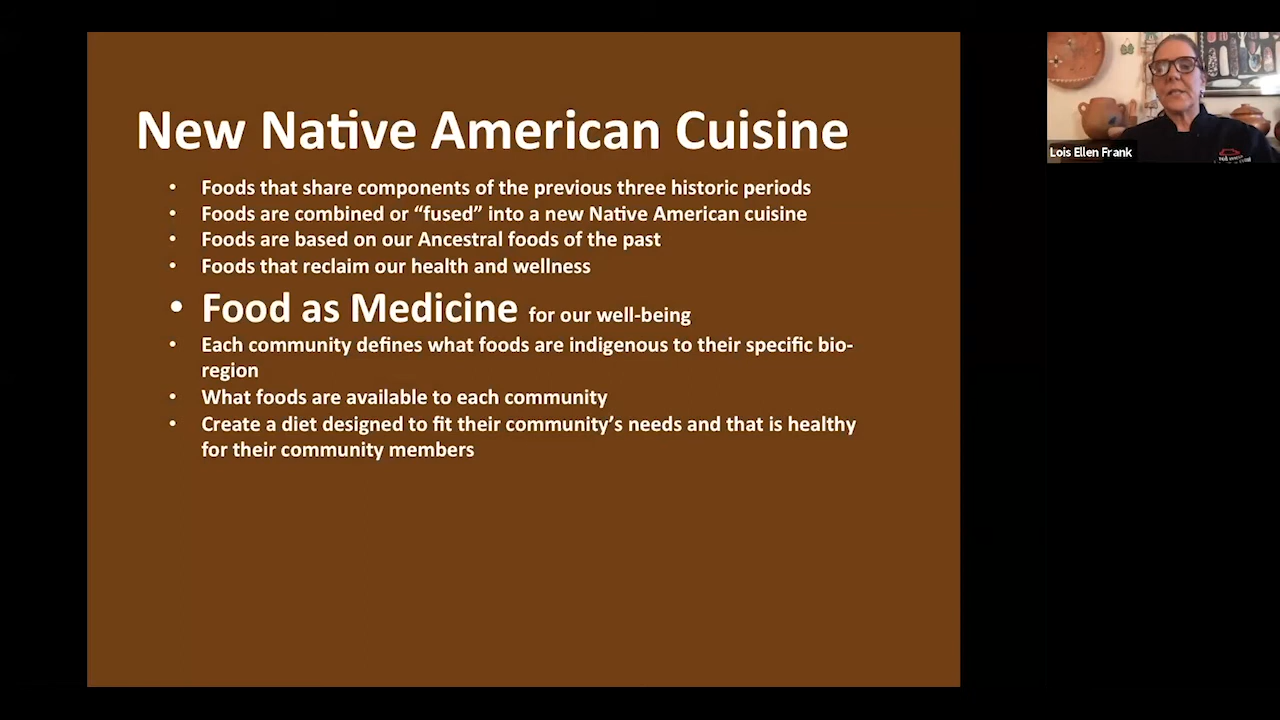 New Native American Cuisine
• Foods that share components of the previous three historic periods
• Foods are combined or “fused” into a new Native American cuisine
• Foods are based on our Ancestral foods of the past
• Foods that reclaim our health and wellness
• Food as Medicine for our well-being
• Each community defines what foods are indigenous to their specific bio-
region
• What foods are available to each community
• Create a diet designed to fit their community’s needs and that is healthy
for their community members
Lois Ellen Frank